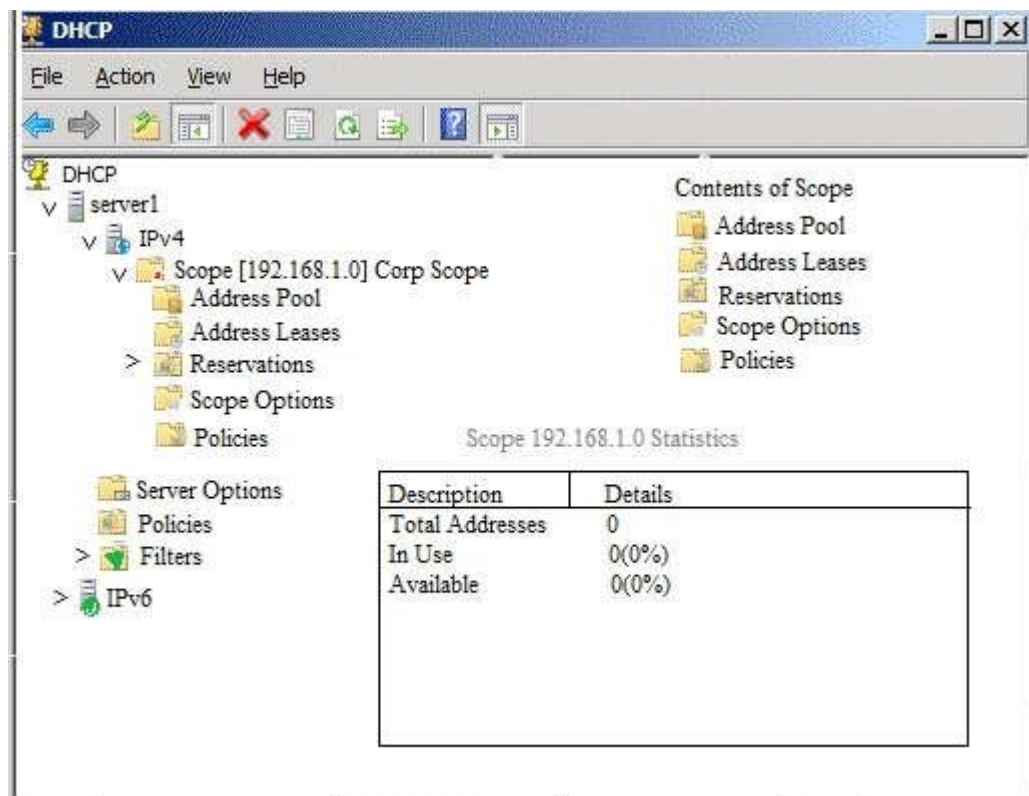 DHCP
File Action View Help
DHCP
server1
IPv4
Scope [192.168.1.0] Corp Scope
Address Pool
Address Leases
Reservations
Scope Options
Policies
Server Options
Policies
Filters
IPv6
Contents of Scope
Address Pool
Address Leases
Reservations
Scope Options
Policies
Scope 192.168.1.0 Statistics
Description Details
Total Addresses 0
In Use 0(0%)
Available 0(0%)